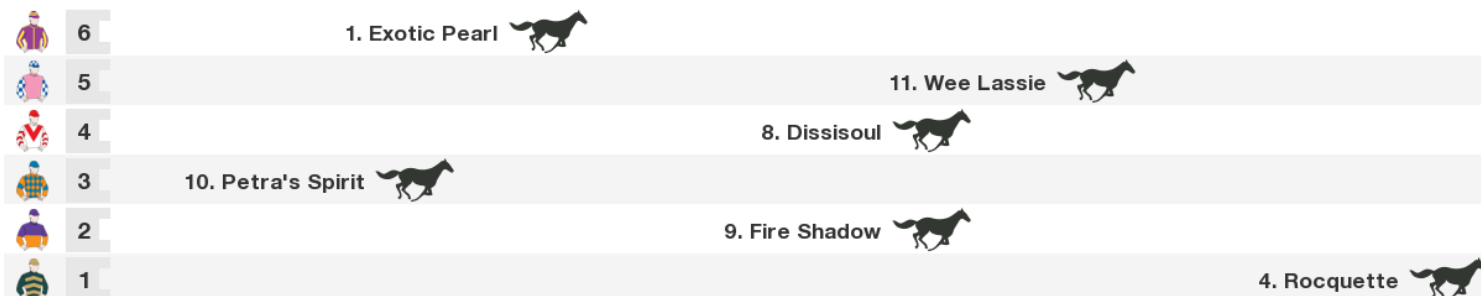 6 1. Exotic Pearl
5 11. Wee Lassie
4 8. Dissisoul
3 10. Petra's Spirit
2 9. Fire Shadow
1 4. Rocquette